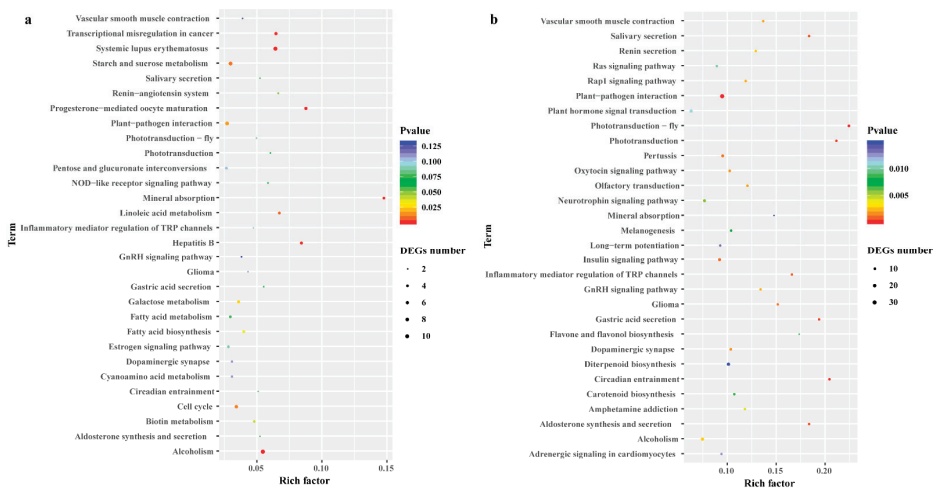 a
Vascular smooth muscle contraction
Transcriptional misregulation in cancer
Systemic lupus erythematosus
Starch and sucrose metabolism
Salivary secretion
Renin−angiotensin system
Progesterone−mediated oocyte maturation
Plant−pathogen interaction
Phototransduction − fly
Phototransduction
Pentose and glucuronate interconversions
NOD−like receptor signaling pathway
Mineral absorption
Linoleic acid metabolism
Inflammatory mediator regulation of TRP channels
Hepatitis B
GnRH signaling pathway
Glioma
Gastric acid secretion
Galactose metabolism
Fatty acid metabolism
Fatty acid biosynthesis
Estrogen signaling pathway
Dopaminergic synapse
Cyanoamino acid metabolism
Circadian entrainment
Cell cycle
Biotin metabolism
Aldosterone synthesis and secretion
Alcoholism
Term
0.05
0.10
0.15
Rich factor
Pvalue
0.125
0.100
0.075
0.050
0.025
DEGs number
2
4
6
8
10
b
Vascular smooth muscle contraction
Salivary secretion
Renin secretion
Ras signaling pathway
Rap1 signaling pathway
Plant−pathogen interaction
Plant hormone signal transduction
Phototransduction − fly
Phototransduction
Pertussis
Oxytocin signaling pathway
Olfactory transduction
Neurotrophin signaling pathway
Mineral absorption
Melanogenesis
Long−term potentiation
Insulin signaling pathway
Inflammatory mediator regulation of TRP channels
GnRH signaling pathway
Glioma
Gastric acid secretion
Flavone and flavonol biosynthesis
Dopaminergic synapse
Diterpenoid biosynthesis
Circadian entrainment
Carotenoid biosynthesis
Amphetamine addiction
Aldosterone synthesis and secretion
Alcoholism
Adrenergic signaling in cardiomyocytes
Term
0.10
0.15
0.20
Rich factor
Pvalue
0.010
0.005
DEGs number
10
20
30